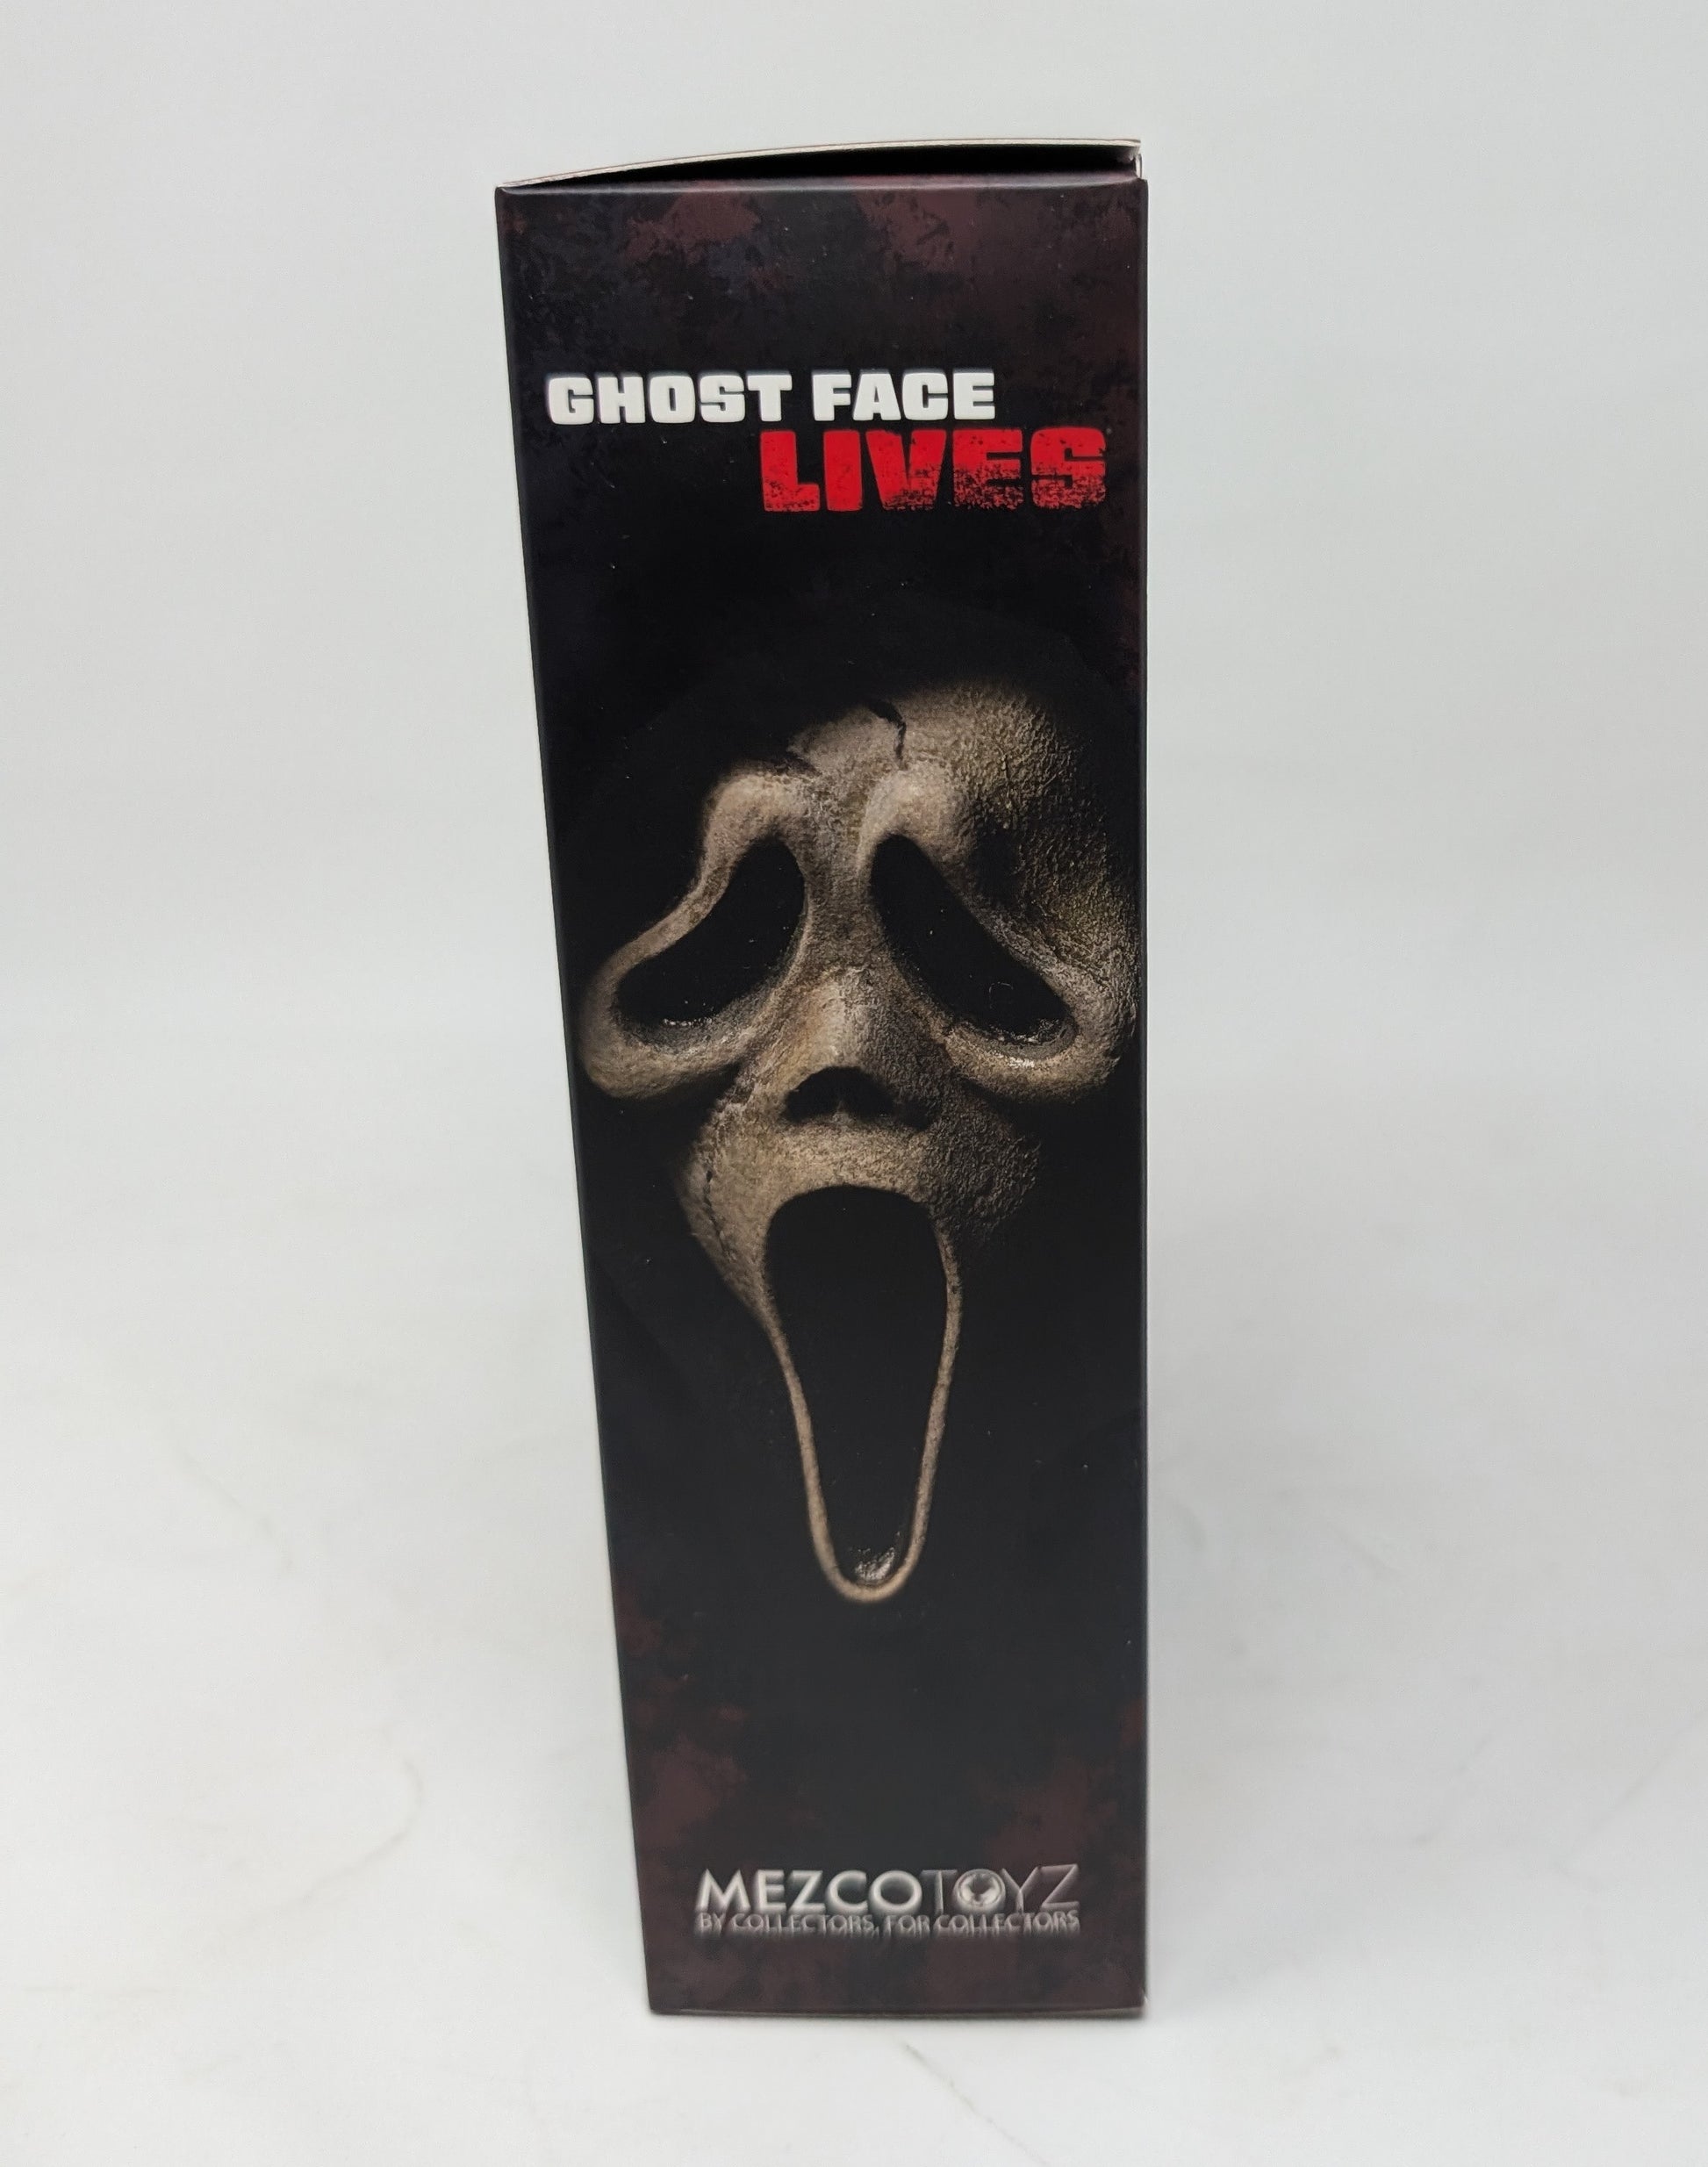 GHOST FACE
LIVES
MEZCOTOYZ
BY COLLECTORS, FOR COLLECTORS